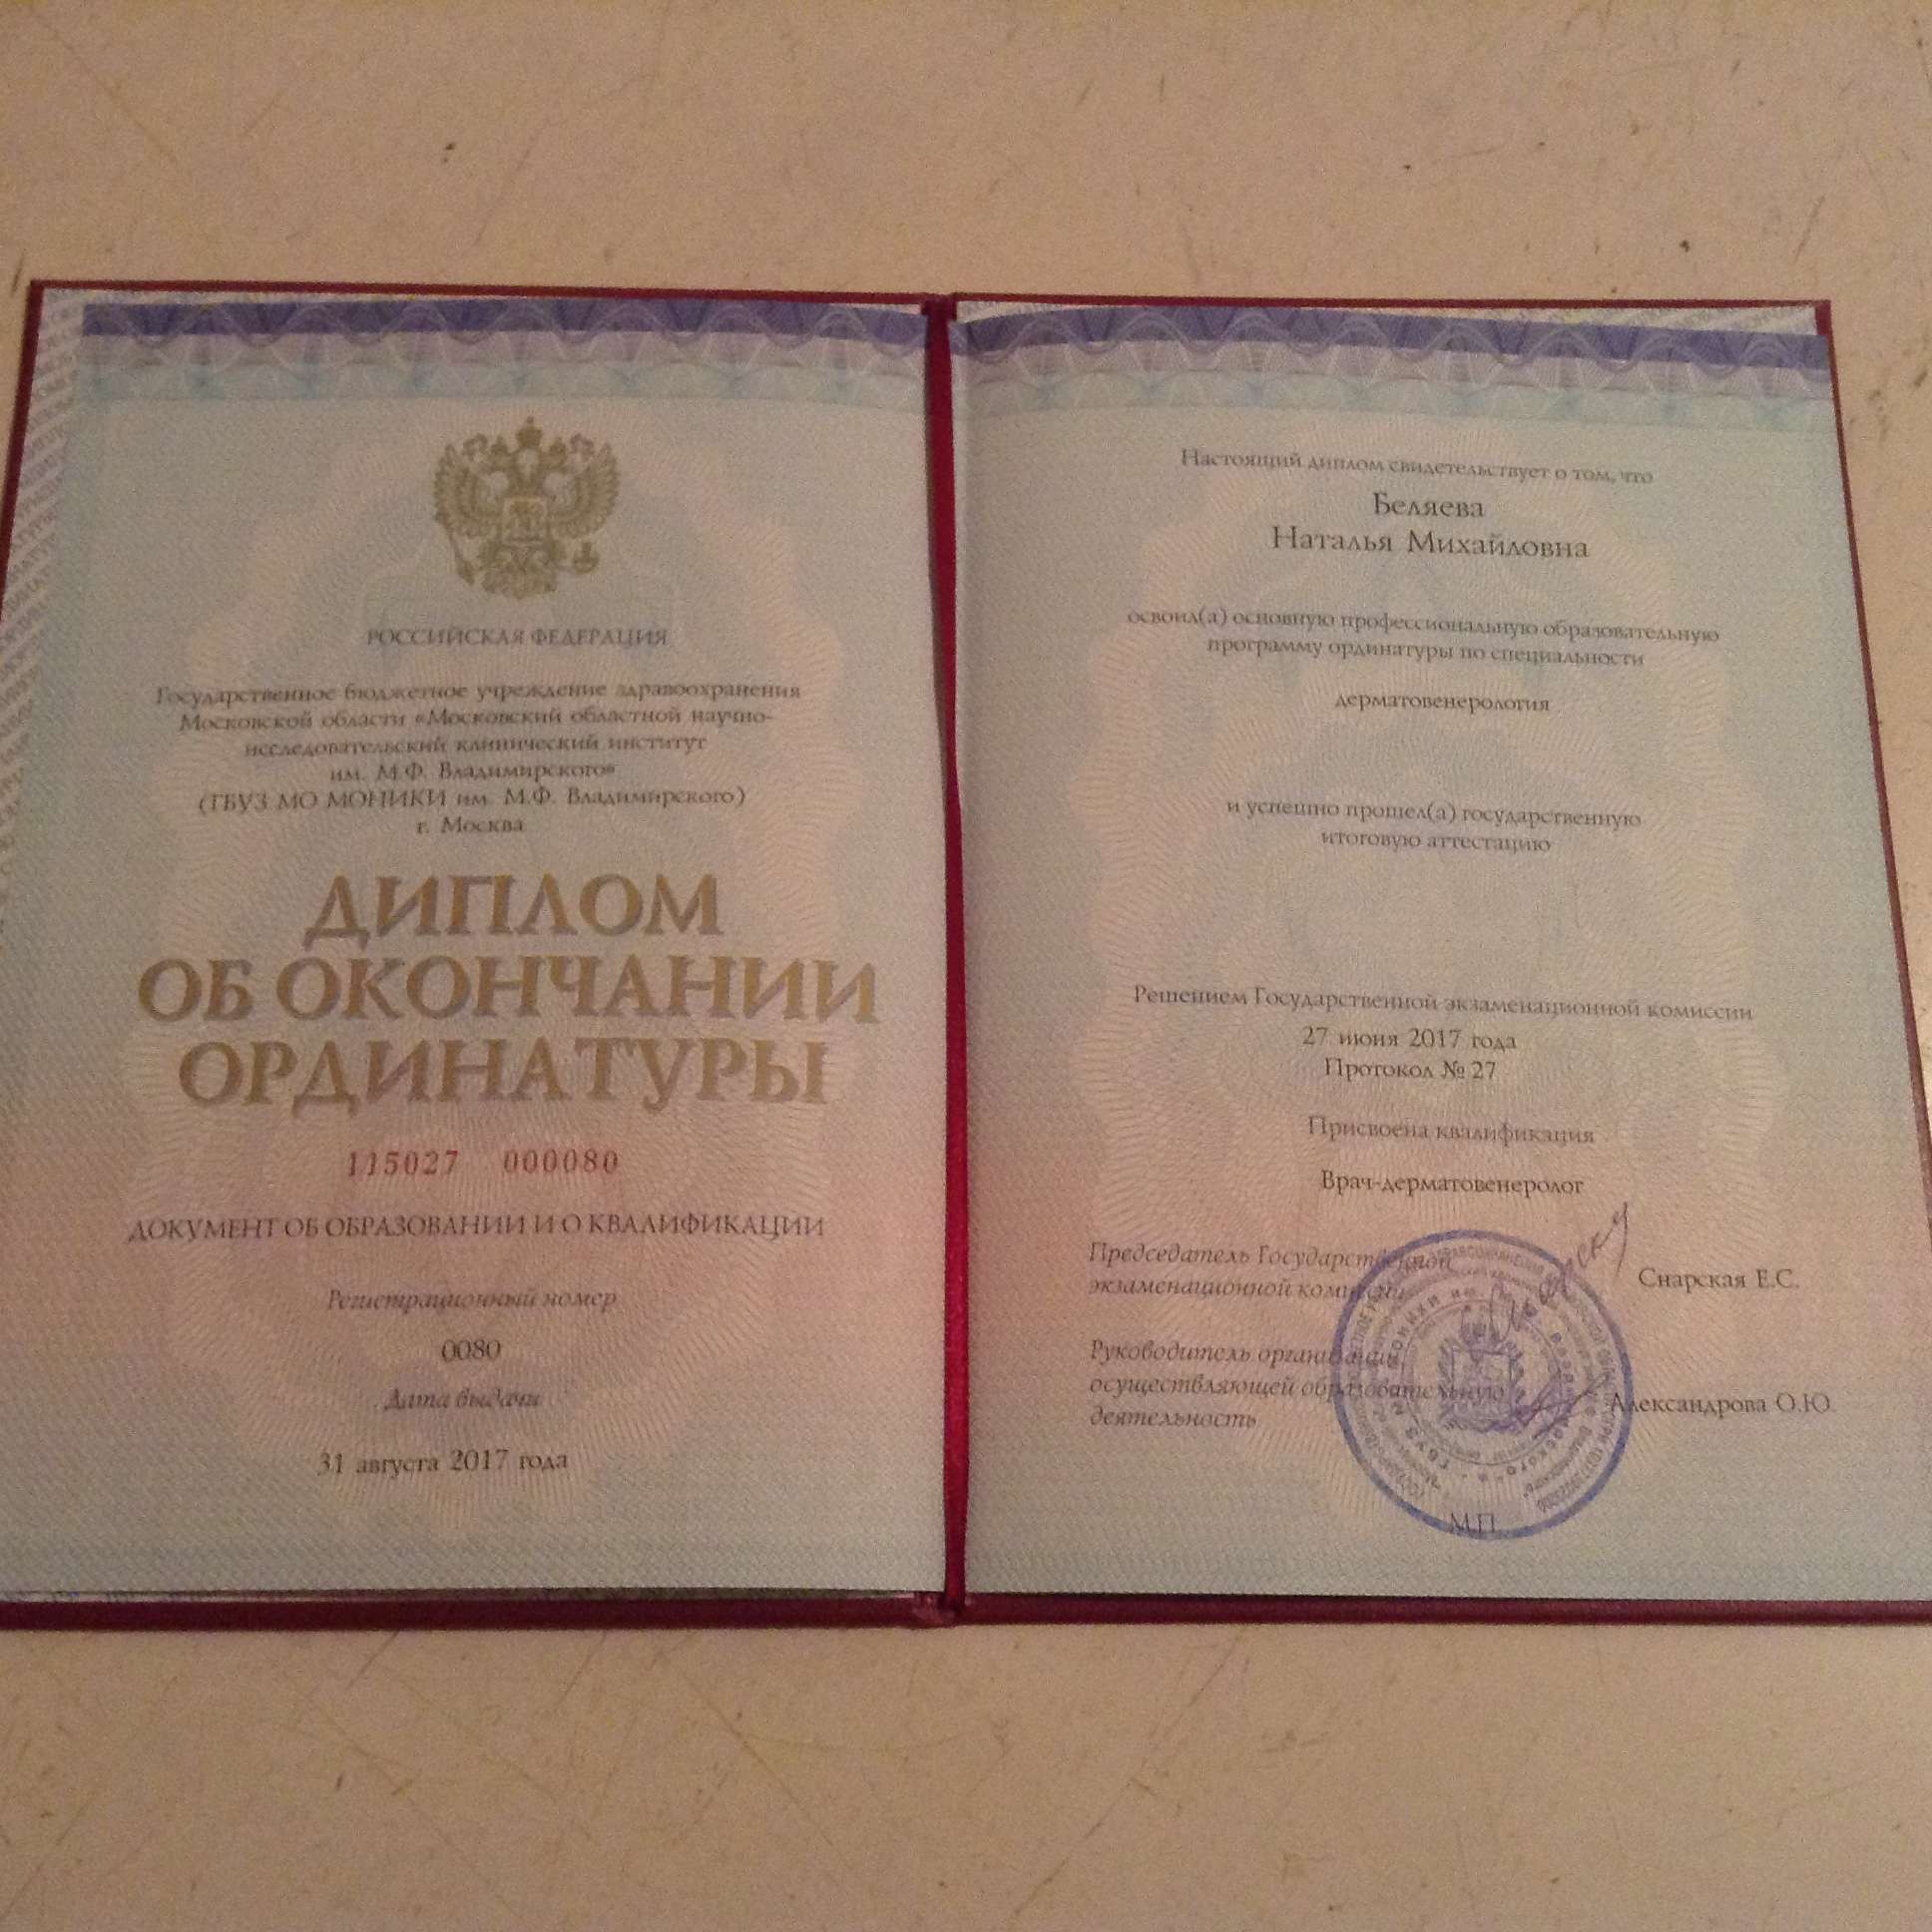 РОССИЙСКАЯ ФЕДЕРАЦИЯ
Государственное бюджетное учреждение здравоохранения
Московской области «Московский областной научно-
исследовательский клинический институт
им. М.Ф. Владимирского»
(ГБУЗ МО МОНИКИ им. М.Ф. Владимирского)
г. Москва
ДИПЛОМ
ОБ ОКОНЧАНИИ
ОРДИНАТУРЫ
115027 000080
ДОКУМЕНТ ОБ ОБРАЗОВАНИИ И О КВАЛИФИКАЦИИ
Регистрационный номер
0080
Дата выдачи
31 августа 2017 года
Настоящий диплом свидетельствует о том, что
Беляева
Наталья Михайловна
освоил(а) основную профессиональную образовательную
программу ординатуры по специальности
дерматовенерология
и успешно прошел(а) государственную
итоговую аттестацию
Решением Государственной экзаменационной комиссии
27 июня 2017 года
Протокол № 27
Присвоена квалификация
Врач-дерматовенеролог
Председатель Государственной
экзаменационной комиссии
Снарская Е.С.
Руководитель организации,
осуществляющей образовательную
деятельность
Александрова О.Ю.
М.П.